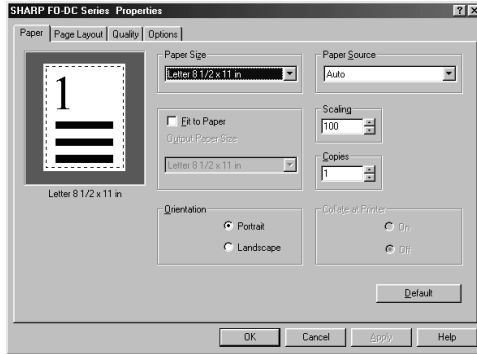 SHARP FO-DC Series Properties
Paper Page Layout Quality Options
Paper Size
Letter 8 1/2 x 11 in
Paper Source
Auto
1
Letter 8 1/2 x 11 in
Fit to Paper
Output Paper Size
Letter 8 1/2 x 11 in
Scaling
100
Copies
1
Orientation
Portrait
Landscape
Collate at Printer
On
Off
Default
OK Cancel Apply Help